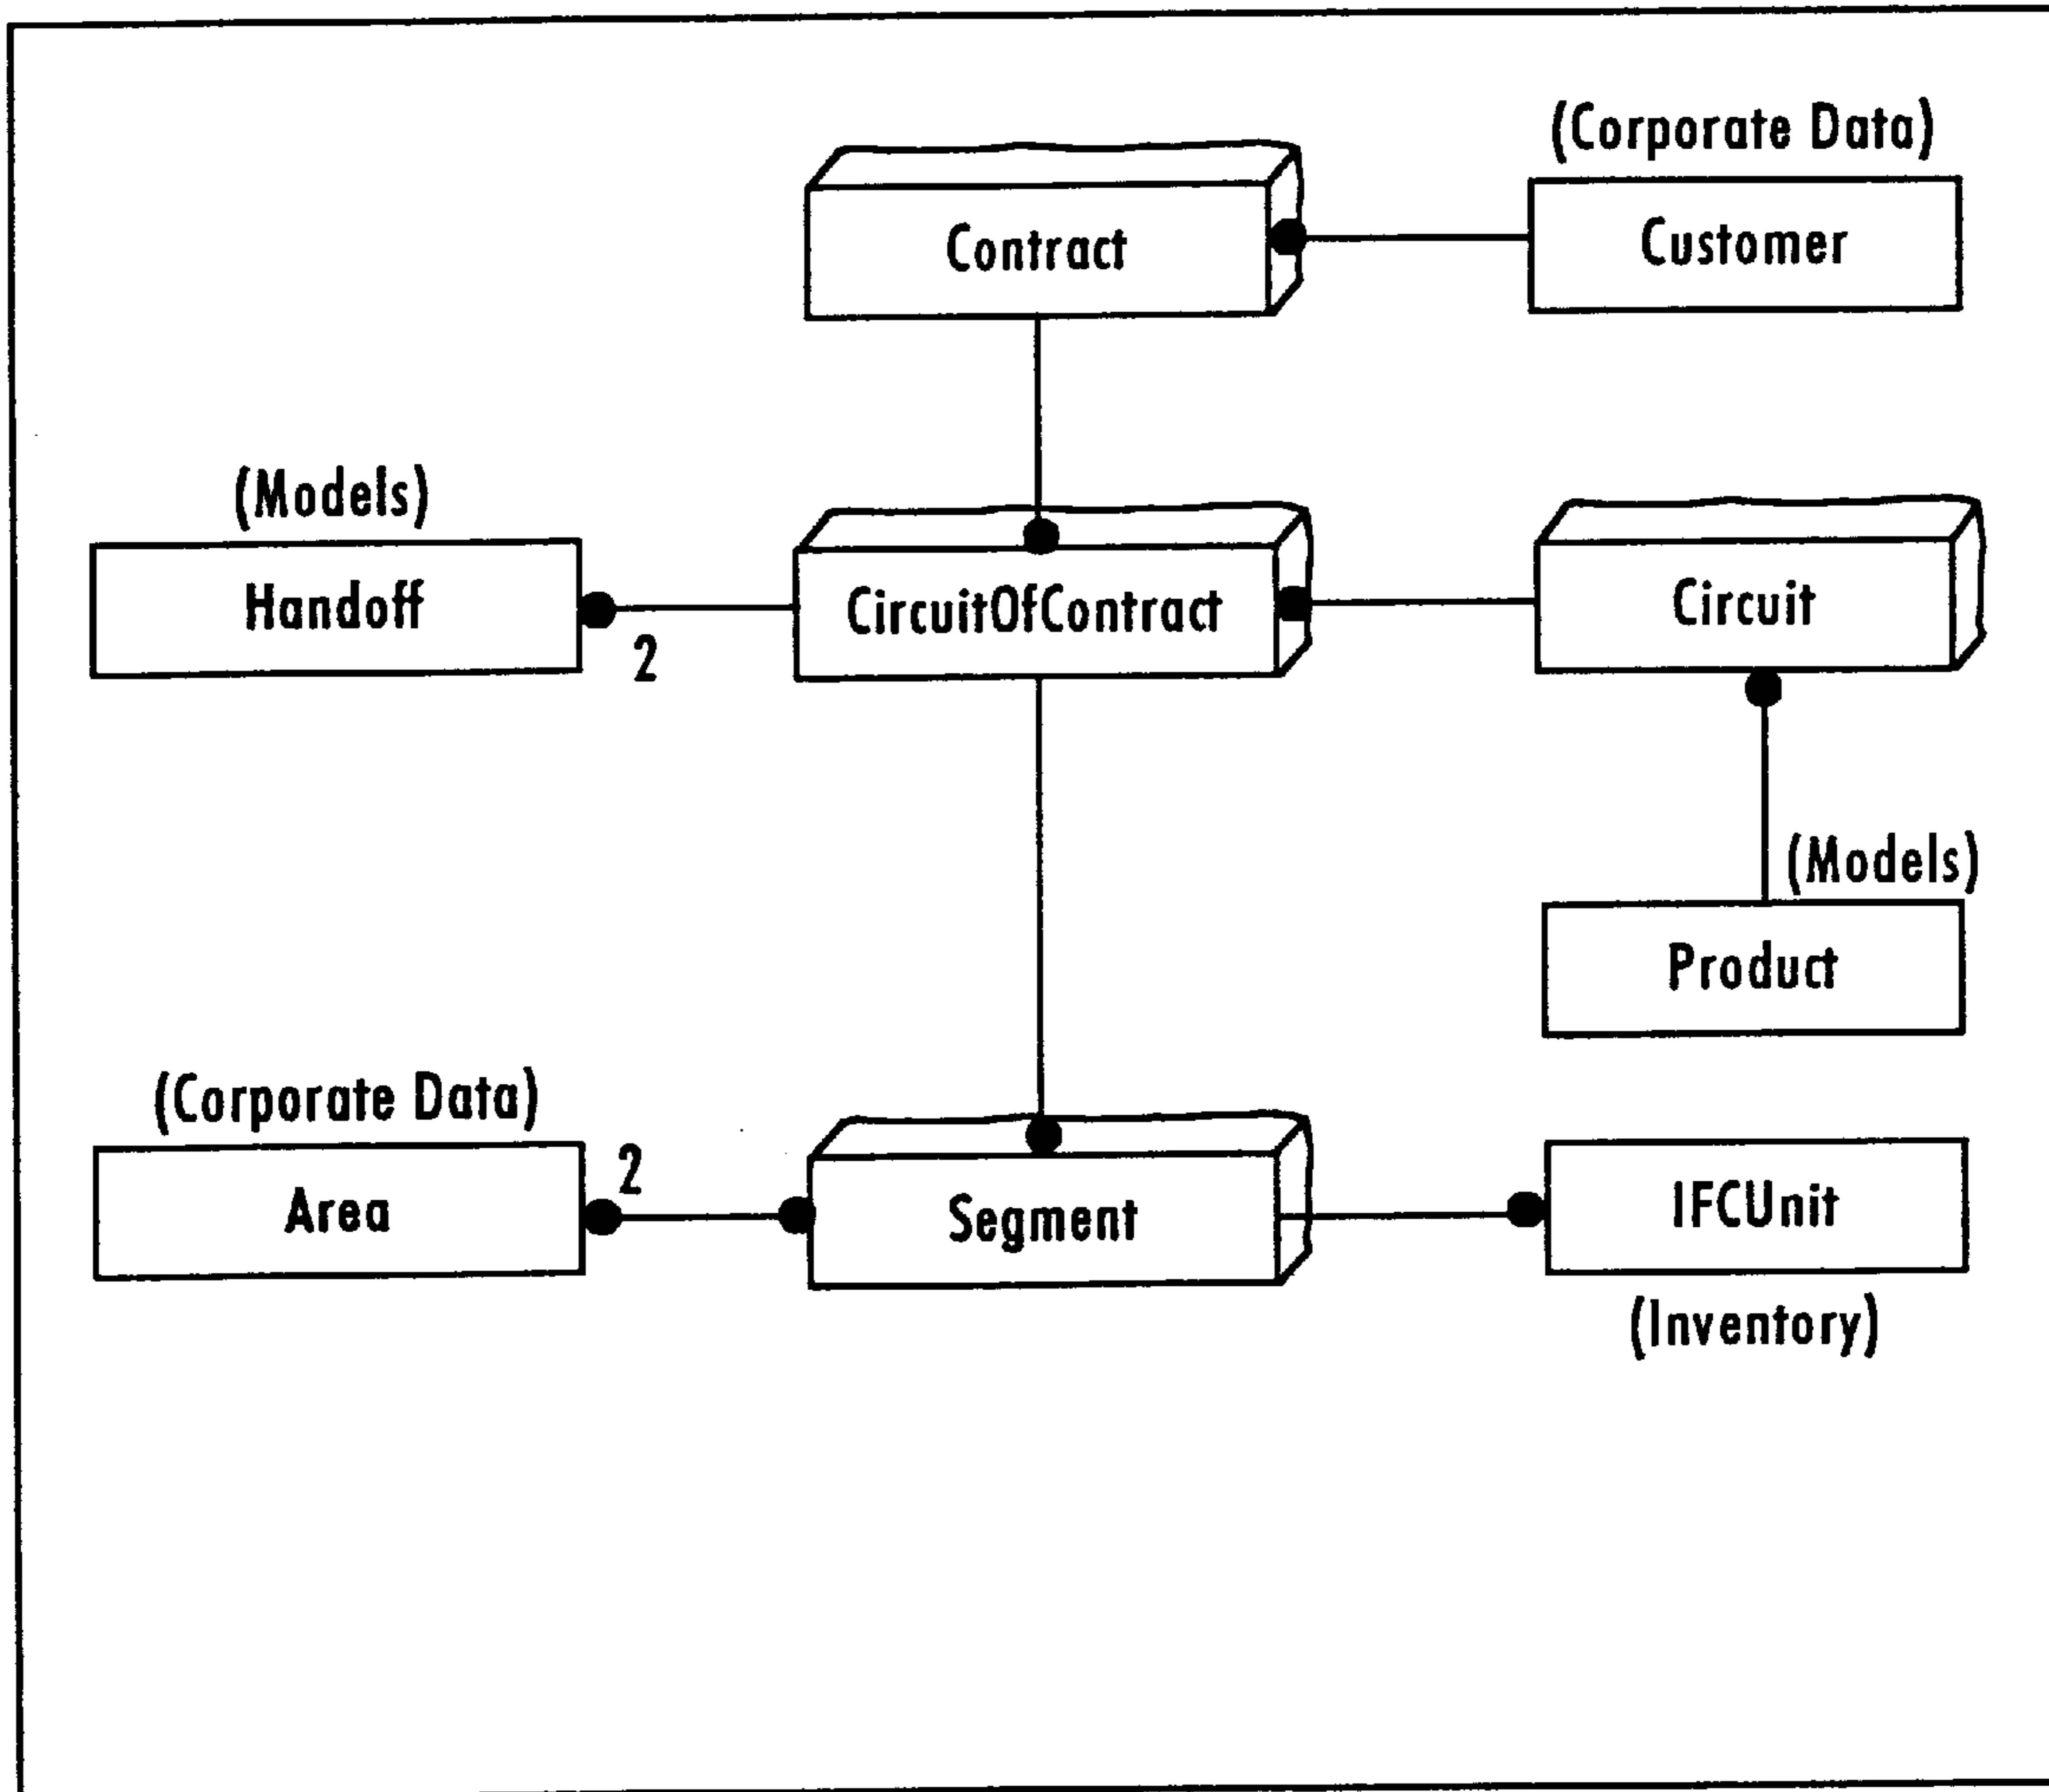 (Corporate Data)
Contract
Customer
(Models)
Handoff
2
CircuitOfContract
Circuit
(Models)
Product
(Corporate Data)
Area
2
Segment
IFCUnit
(Inventory)